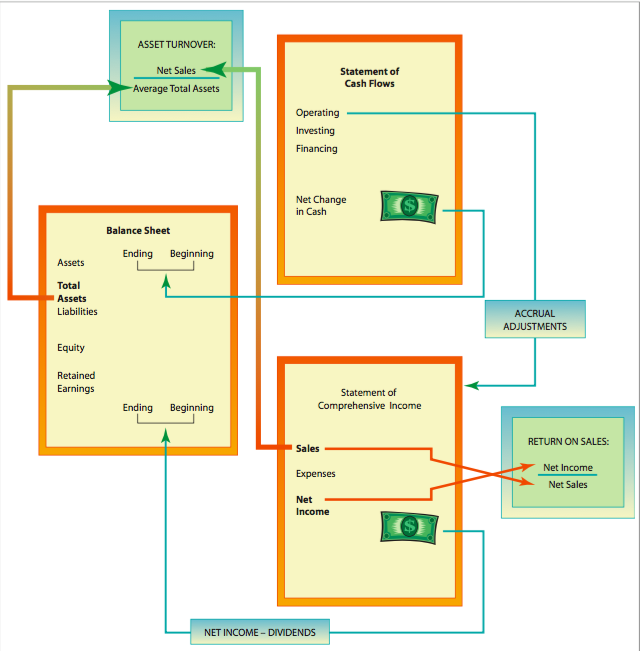 ASSET TURNOVER:
Net Sales
Average Total Assets
Statement of
Cash Flows
Operating
Investing
Financing
Net Change
in Cash
$
Balance Sheet
Ending Beginning
Assets
Total
Assets
Liabilities
Equity
Retained
Earnings
Ending Beginning
ACCRUAL
ADJUSTMENTS
Statement of
Comprehensive Income
Sales
Expenses
Net
Income
$
RETURN ON SALES:
Net Income
Net Sales
NET INCOME – DIVIDENDS